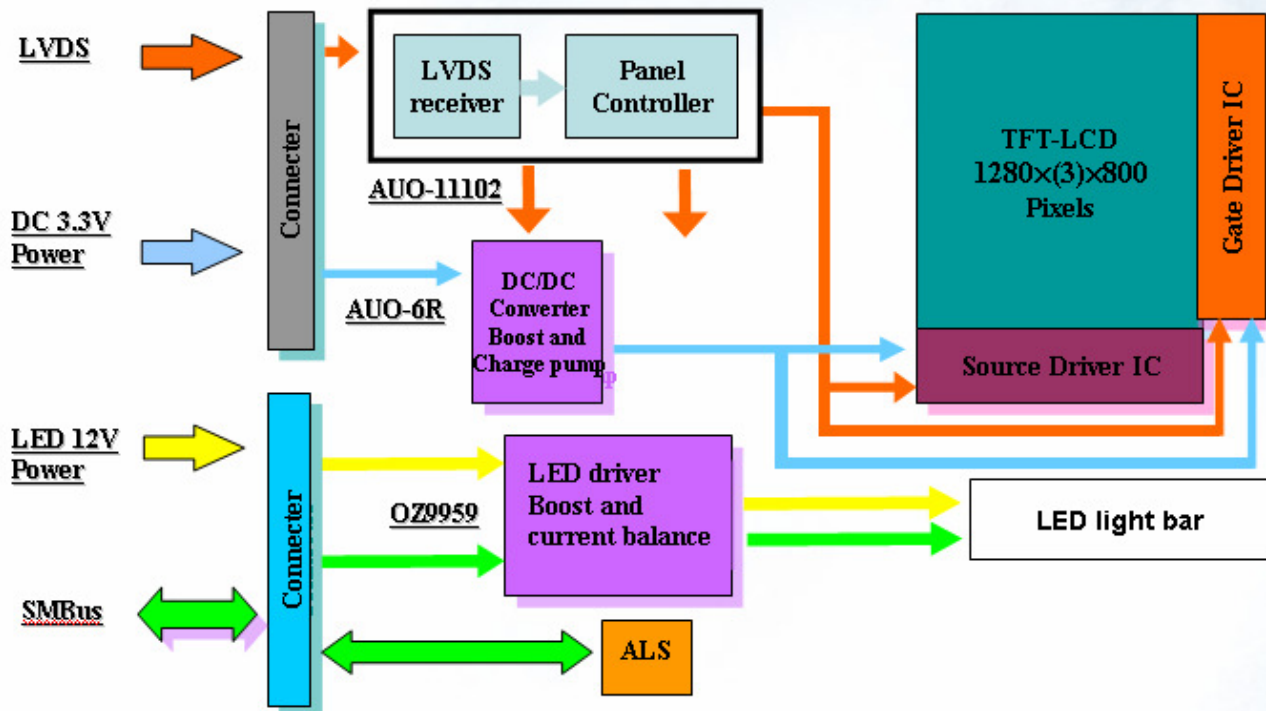 LVDS
DC 3.3V
Power
LED 12V
Power
SMBus
Connecter
Connecter
LVDS
receiver
Panel
Controller
AUO-11102
AUO-6R
DC/DC
Converter
Boost and
Charge pump
OZ9959
LED driver
Boost and
current balance
ALS
TFT-LCD
1280×(3)×800
Pixels
Gate Driver IC
Source Driver IC
LED light bar